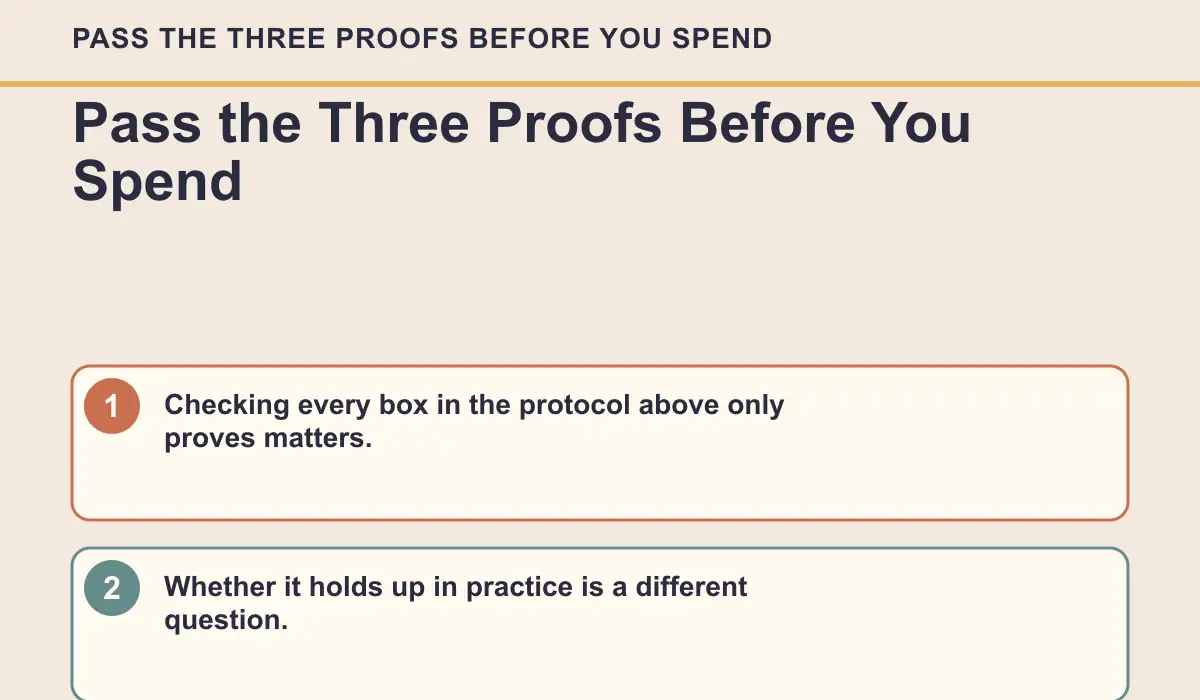 PASS THE THREE PROOFS BEFORE YOU SPEND
Pass the Three Proofs Before You
Spend
1
Checking every box in the protocol above only
proves matters.
2
Whether it holds up in practice is a different
question.